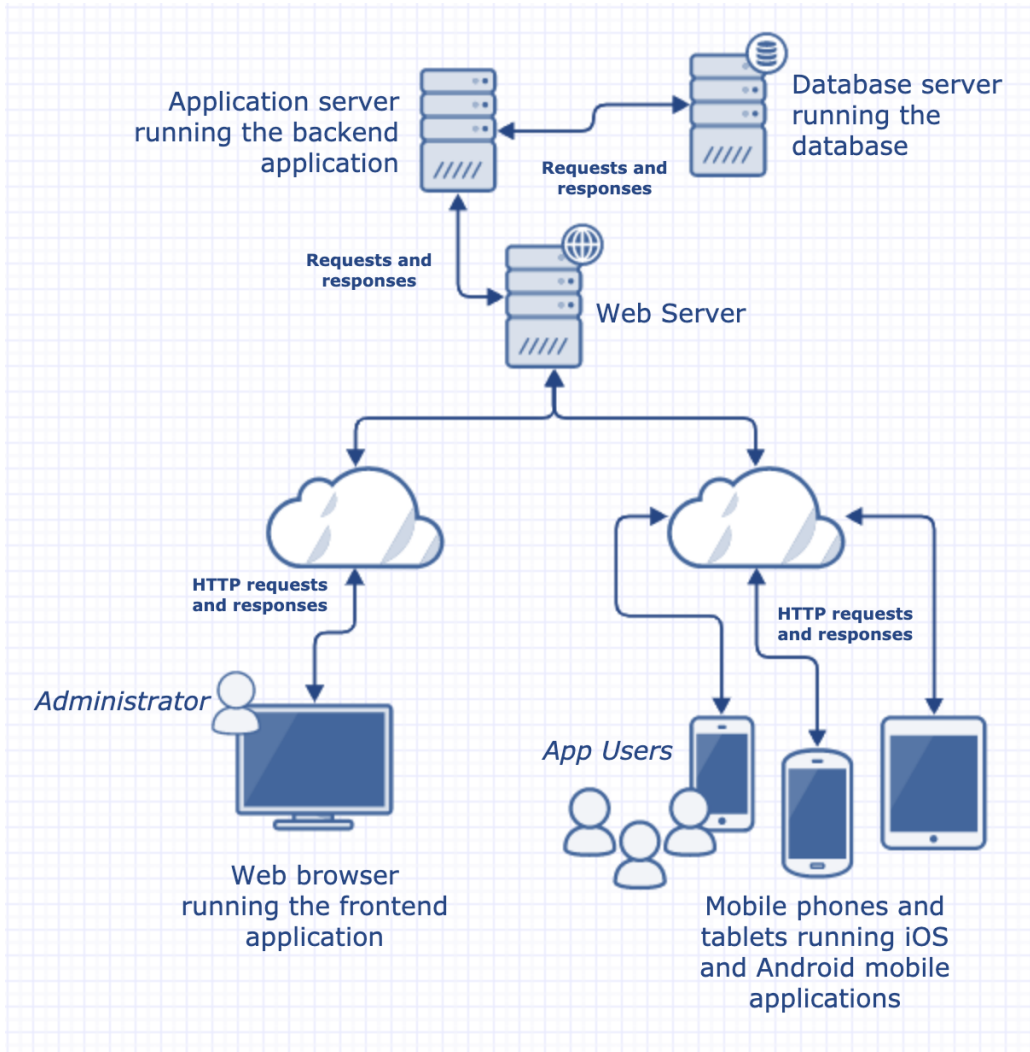 Application server
running the backend
application
Database server
running the
database
Requests and
responses
Requests and
responses
Web Server
HTTP requests
and responses
HTTP requests
and responses
Administrator
App Users
Web browser
running the frontend
application
Mobile phones and
tablets running iOS
and Android mobile
applications